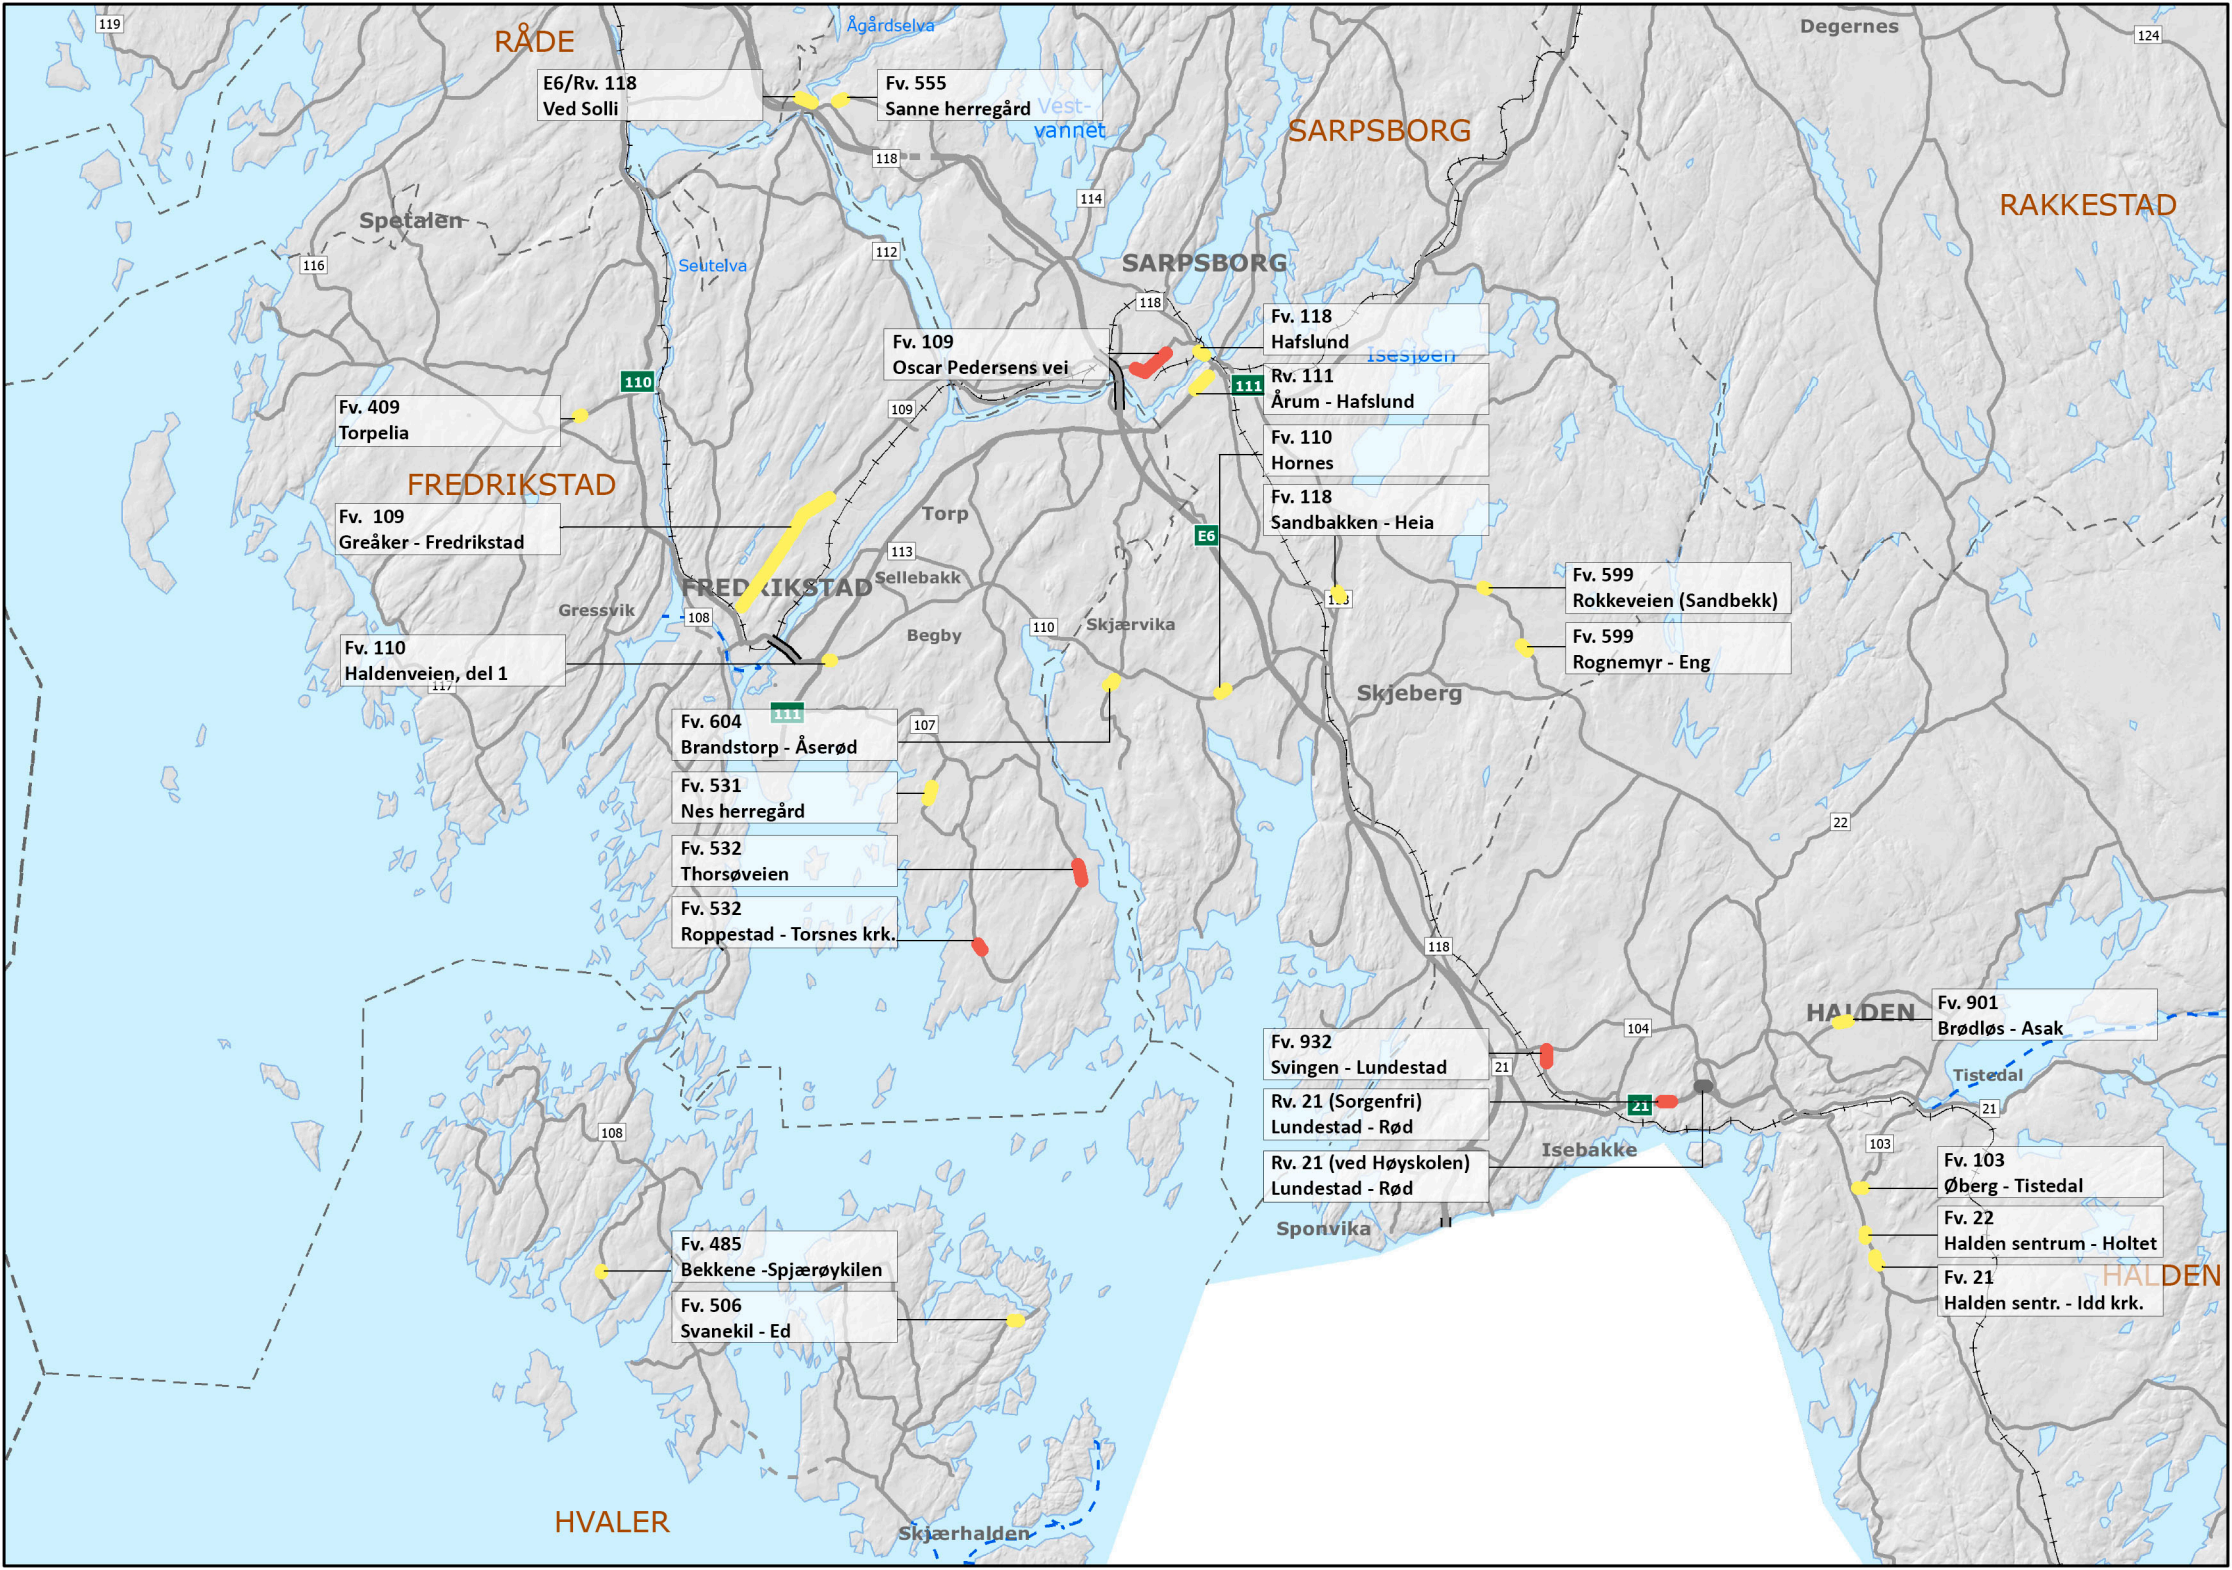 119
RÅDE
Ågårdselva
Degernes
124
E6/Rv. 118
Ved Solli
Fv. 555
Sanne herregård
Vest-
vannet
SARPSBORG
118
114
RAKKESTAD
Spetalen
116
112
Seutelva
SARPSBORG
118
Fv. 109
Oscar Pedersens vei
Fv. 118
Hafslund
Isesjøen
110
111
Rv. 111
Årum - Hafslund
Fv. 409
Torpelia
109
Fv. 110
Hornes
FREDRIKSTAD
Fv. 118
Sandbakken - Heia
Fv. 109
Greåker - Fredrikstad
Torp
E6
113
Sellebakk
FREDRIKSTAD
Fv. 599
Rokkeveien (Sandbekk)
Gressvik
108
Begby
110
Skjærvika
Fv. 599
Rognemyr - Eng
Fv. 110
Haldenveien, del 1
117
Skjeberg
111
107
Fv. 604
Brandstorp - Åserød
Fv. 531
Nes herregård
22
Fv. 532
Thorsøveien
Fv. 532
Roppestad - Torsnes krk.
118
HALDEN
Fv. 901
Brødløs - Asak
104
Fv. 932
Svingen - Lundestad
21
Tistedal
Rv. 21 (Sorgenfri)
Lundestad - Rød
21
21
108
103
Isebakke
Rv. 21 (ved Høyskolen)
Lundestad - Rød
Fv. 103
Øberg - Tistedal
Sponvika
Fv. 22
Halden sentrum - Holtet
Fv. 485
Bekkene -Spjærøykilen
HALDEN
Fv. 21
Halden sentr. - Idd krk.
Fv. 506
Svanekil - Ed
HVALER
Skjærhalden